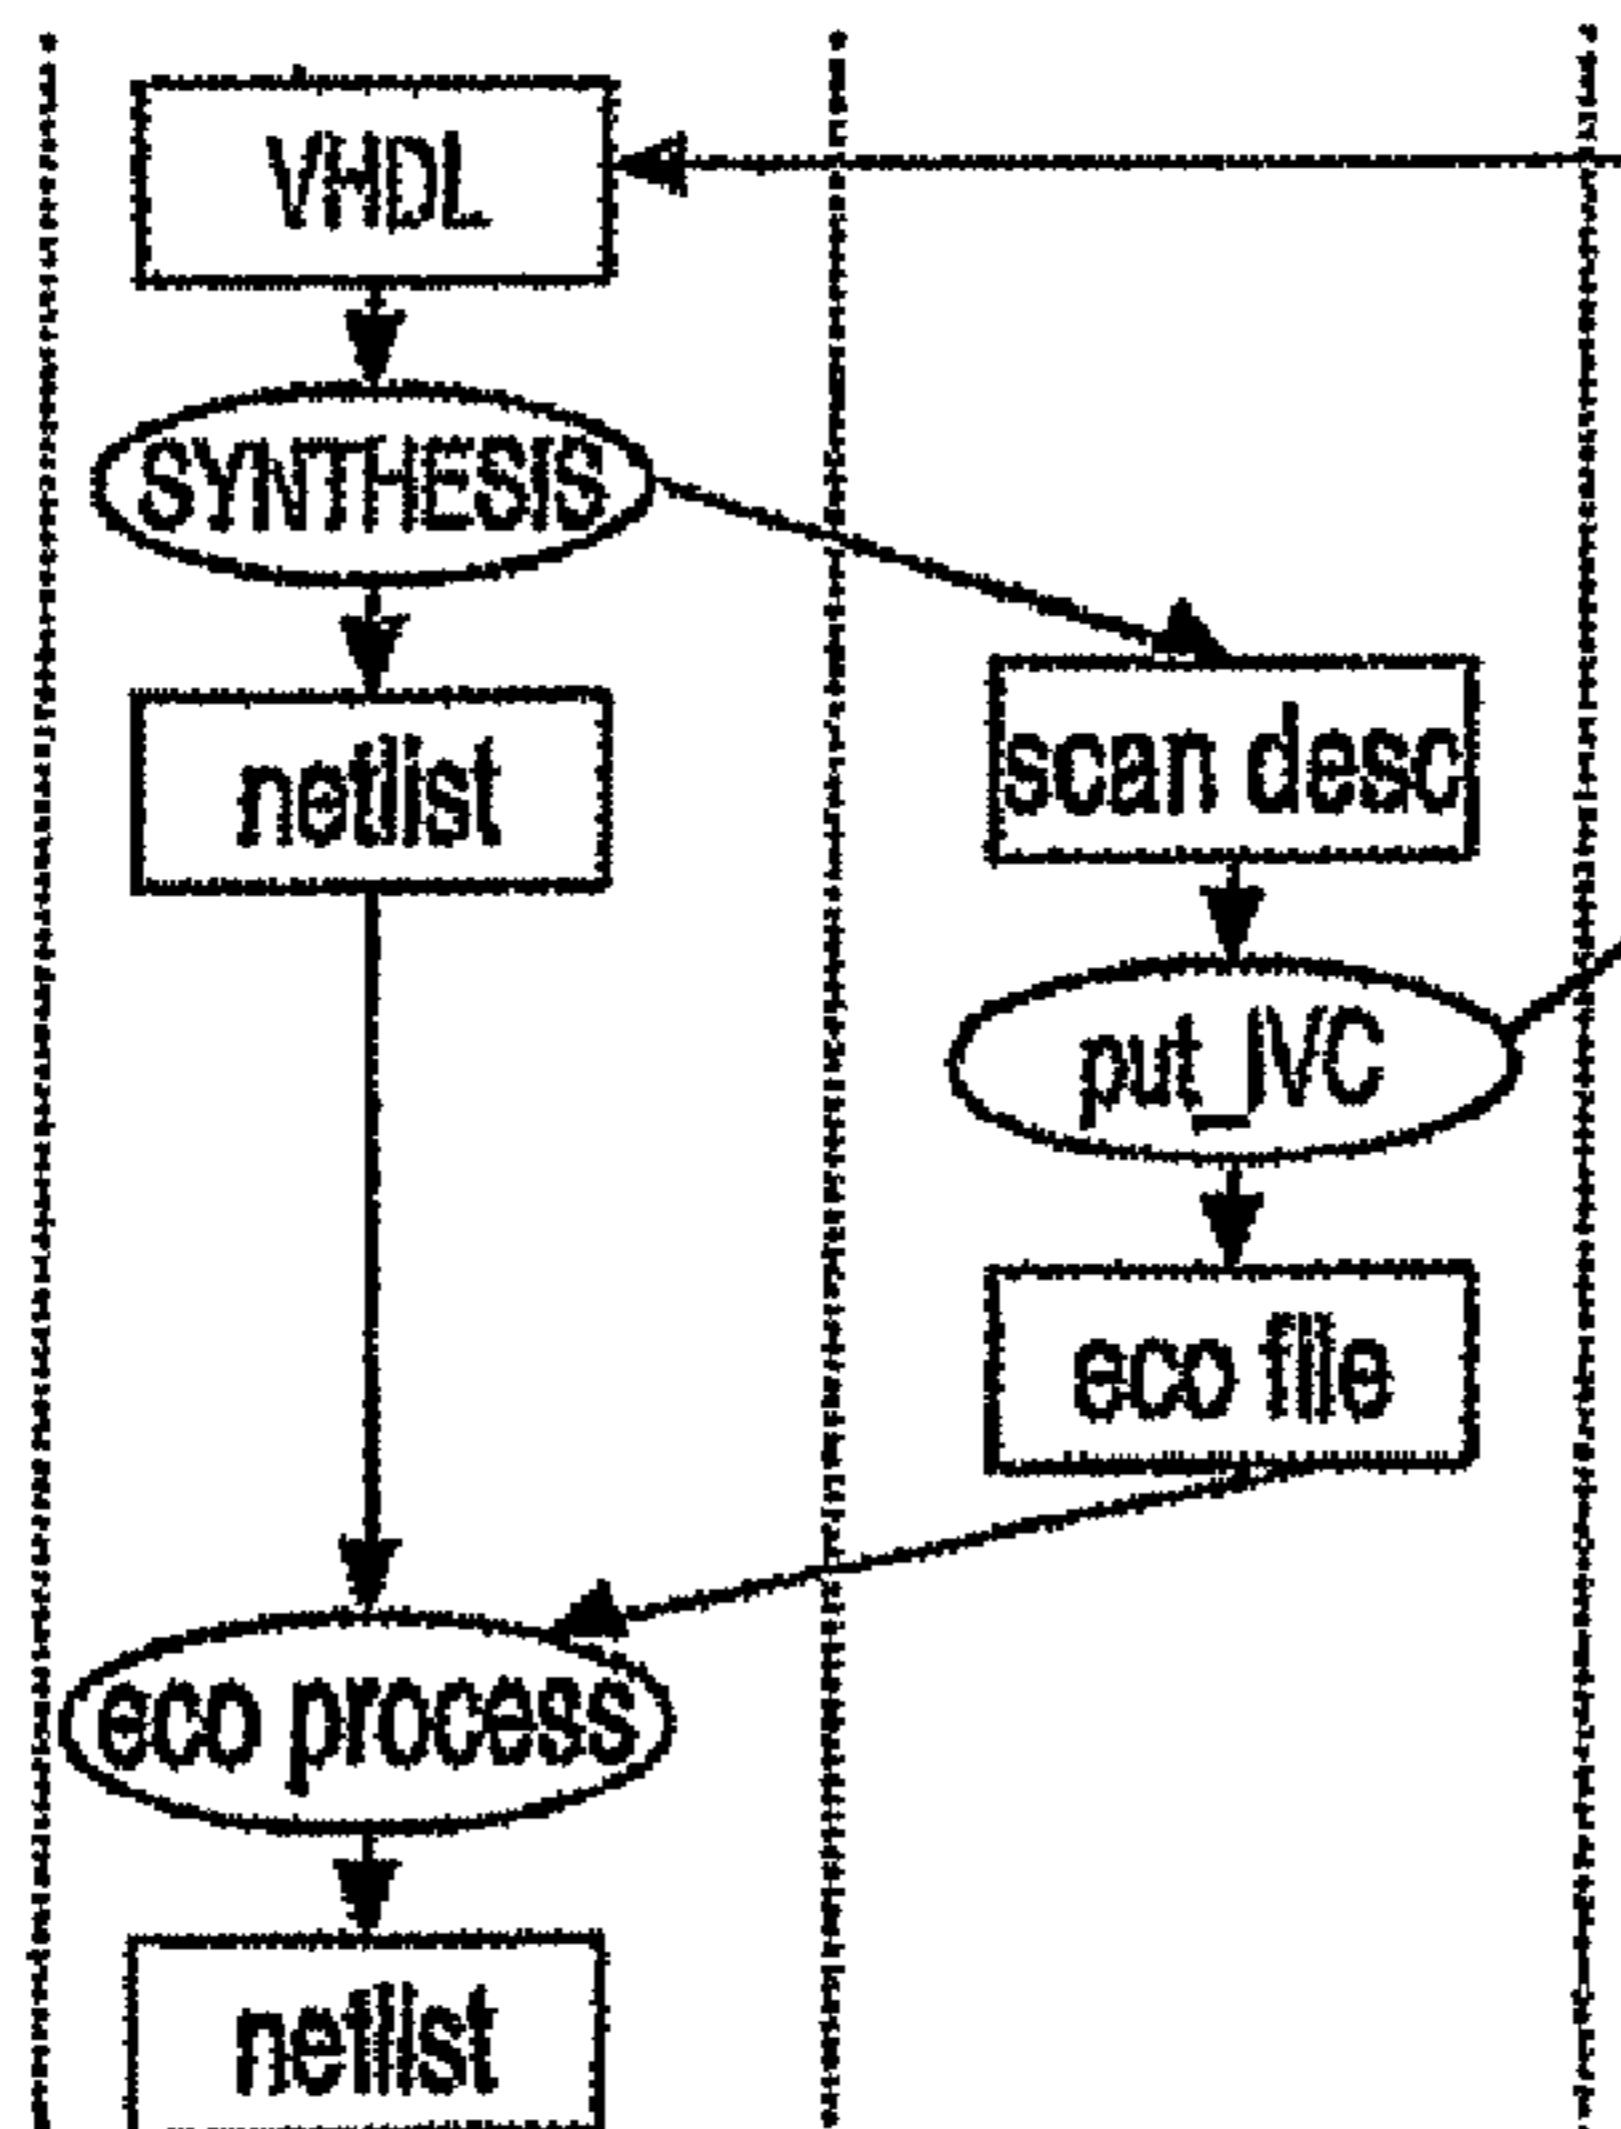 VHDL
SYNTHESIS
netlist
scan desc
put_IVC
eco file
eco process
netlist